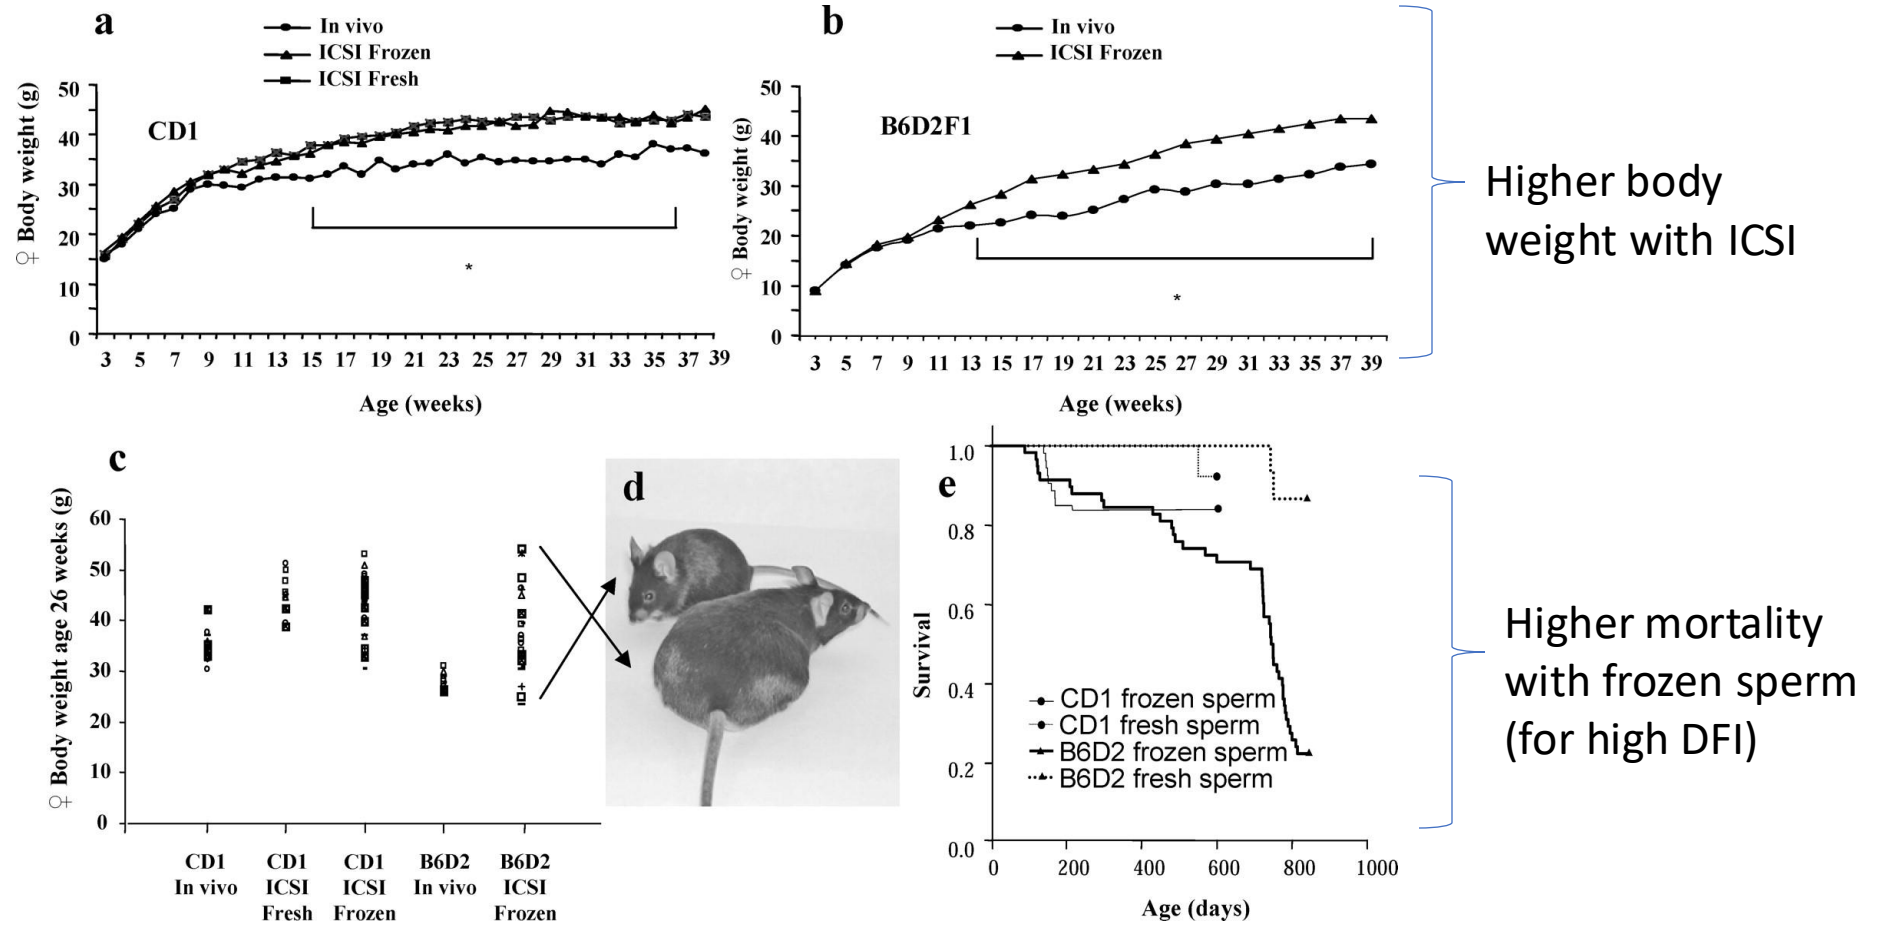 a
In vivo
ICSI Frozen
ICSI Fresh
CD1
♀ Body weight (g)
50
40
30
20
10
0
3 5 7 9 11 13 15 17 19 21 23 25 27 29 31 33 35 37 39
Age (weeks)
*
b
In vivo
ICSI Frozen
B6D2F1
♀ Body weight (g)
50
40
30
20
10
0
3 5 7 9 11 13 15 17 19 21 23 25 27 29 31 33 35 37 39
Age (weeks)
*
Higher body
weight with ICSI
c
♀ Body weight age 26 weeks (g)
60
50
40
30
20
10
0
CD1
In vivo
CD1
ICSI
Fresh
CD1
ICSI
Frozen
B6D2
In vivo
B6D2
ICSI
Frozen
d
e
Survival
1.0
0.8
0.6
0.4
0.2
0.0
CD1 frozen sperm
CD1 fresh sperm
B6D2 frozen sperm
B6D2 fresh sperm
0 200 400 600 800 1000
Age (days)
Higher mortality
with frozen sperm
(for high DFI)